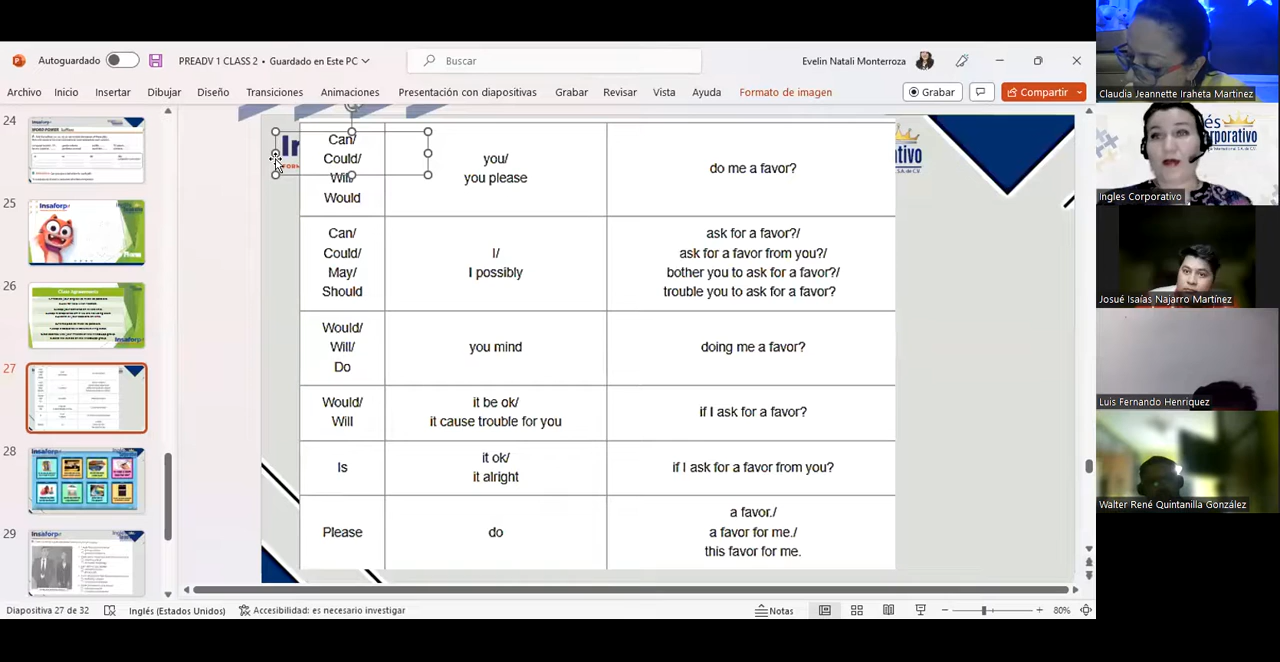 Autoguardado
PREADV 1 CLASS 2 • Guardado en Este PC
Buscar
Evelin Natali Monterroza
Archivo Inicio Insertar Dibujar Diseño Transiciones Animaciones Presentación con diapositivas Grabar Revisar Vista Ayuda Formato de imagen
Grabar
Compartir
24
25
26
27
28
29
Can/
Could/
Will/
Would
you/
you please
do me a favor?
Can/
Could/
May/
Should
I/
I possibly
ask for a favor?/
ask for a favor from you?/
bother you to ask for a favor?/
trouble you to ask for a favor?
Would/
Will/
Do
you mind
doing me a favor?
Would/
Will
it be ok/
it cause trouble for you
if I ask for a favor?
Is
it ok/
it alright
if I ask for a favor from you?
Please
do
a favor./
a favor for me./
this favor for me.
Diapositiva 27 de 32
Inglés (Estados Unidos)
Accesibilidad: es necesario investigar
Notas
80%
Claudia Jeannette Iraheta Martinez
Ingles Corporativo
Josué Isaías Najarro Martínez
Luis Fernando Henriquez
Walter René Quintanilla González